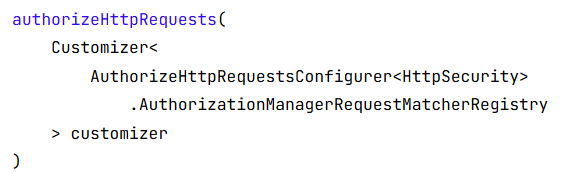 authorizeHttpRequests(
    Customizer<
        AuthorizeHttpRequestsConfigurer<HttpSecurity>
            .AuthorizationManagerRequestMatcherRegistry
    > customizer
)